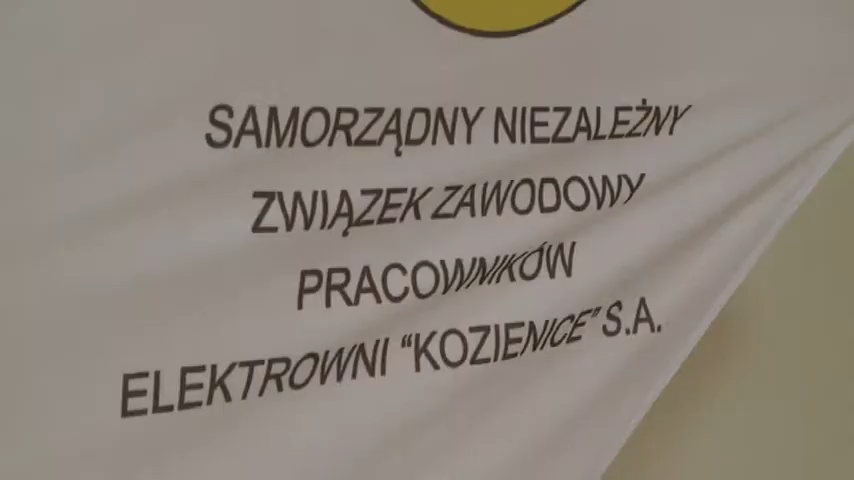 SAMORZĄDNY NIEZALEŻNY
ZWIĄZEK ZAWODOWY
PRACOWNIKÓW
ELEKTROWNI “KOZIENICE” S.A.